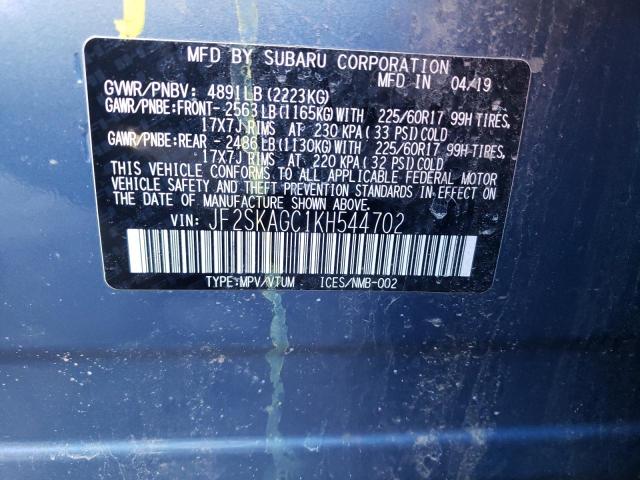 MFD BY SUBARU CORPORATION
MFD IN 04/19
GVWR/PNBV: 4891LB(2223KG)
GAWR/PNBE:FRONT-2563LB(1165KG)WITH 225/60R17 99H TIRES,
17X7J RIMS AT 230 KPA(33 PSI)COLD
GAWR/PNBE:REAR -2486LB(1130KG)WITH 225/60R17 99H TIRES,
17X7J RIMS AT 220 KPA(32 PSI)COLD
THIS VEHICLE CONFORMS TO ALL APPLICABLE FEDERAL MOTOR
VEHICLE SAFETY AND THEFT PREVENTION STANDARDS IN EFFECT ON
THE DATE OF MANUFACTURE SHOWN ABOVE.
VIN: JF2SKAGC1KH544702
TYPE:MPV/VTUM ICES/NMB-002